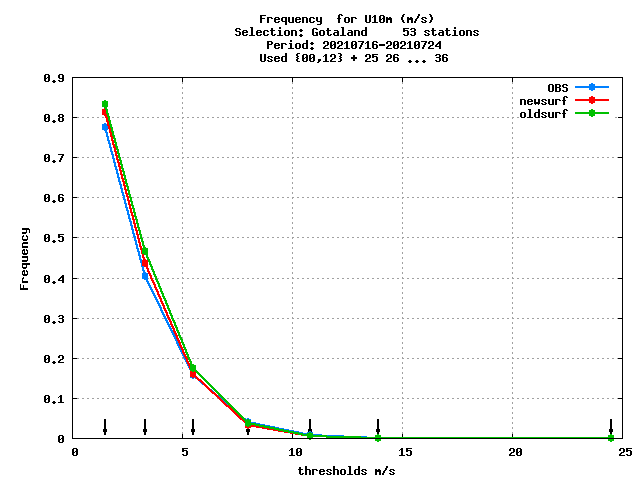 Frequency  for U10m (m/s)
Selection: Gotaland     53 stations
Period: 20210716-20210724
Used {00,12} + 25 26 ... 36
0.9
0.8
0.7
0.6
0.5
0.4
0.3
0.2
0.1
0
Frequency
OBS
newsurf
oldsurf
0 5 10 15 20 25
thresholds m/s